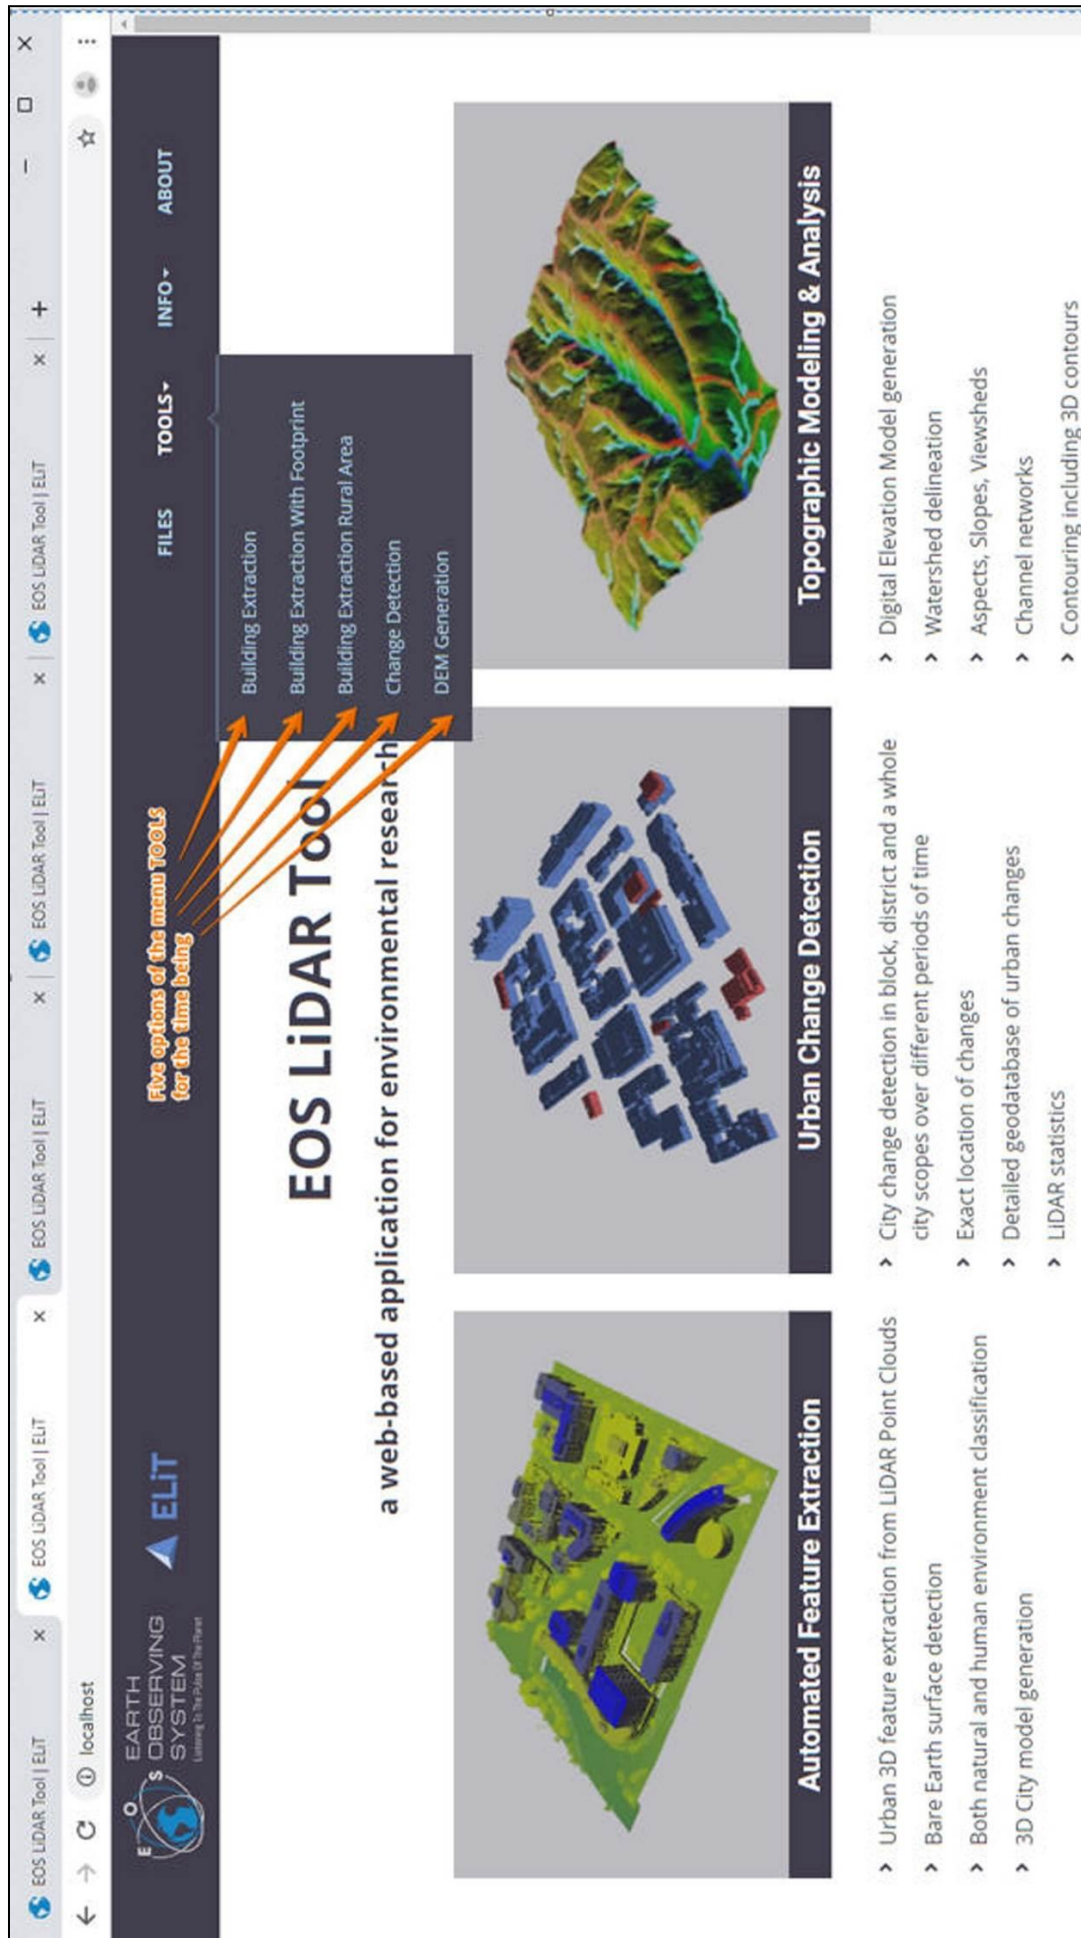 EOS LiDAR Tool | ELiT
EOS LiDAR Tool | ELiT
EOS LiDAR Tool | ELiT
EOS LiDAR Tool | ELiT
EOS LiDAR Tool | ELiT
localhost
E O S
EARTH
OBSERVING
SYSTEM
Listening To The Pulse Of The Planet
ELiT
Five options of the menu TOOLS
for the time being
FILES
TOOLS
INFO
ABOUT
Building Extraction
Building Extraction With Footprint
Building Extraction Rural Area
Change Detection
DEM Generation
EOS LiDAR Tool
a web-based application for environmental research
Automated Feature Extraction
Urban 3D feature extraction from LiDAR Point Clouds
Bare Earth surface detection
Both natural and human environment classification
3D City model generation
Urban Change Detection
City change detection in block, district and a whole
city scopes over different periods of time
Exact location of changes
Detailed geodatabase of urban changes
LiDAR statistics
Topographic Modeling & Analysis
Digital Elevation Model generation
Watershed delineation
Aspects, Slopes, Viewsheds
Channel networks
Contouring including 3D contours